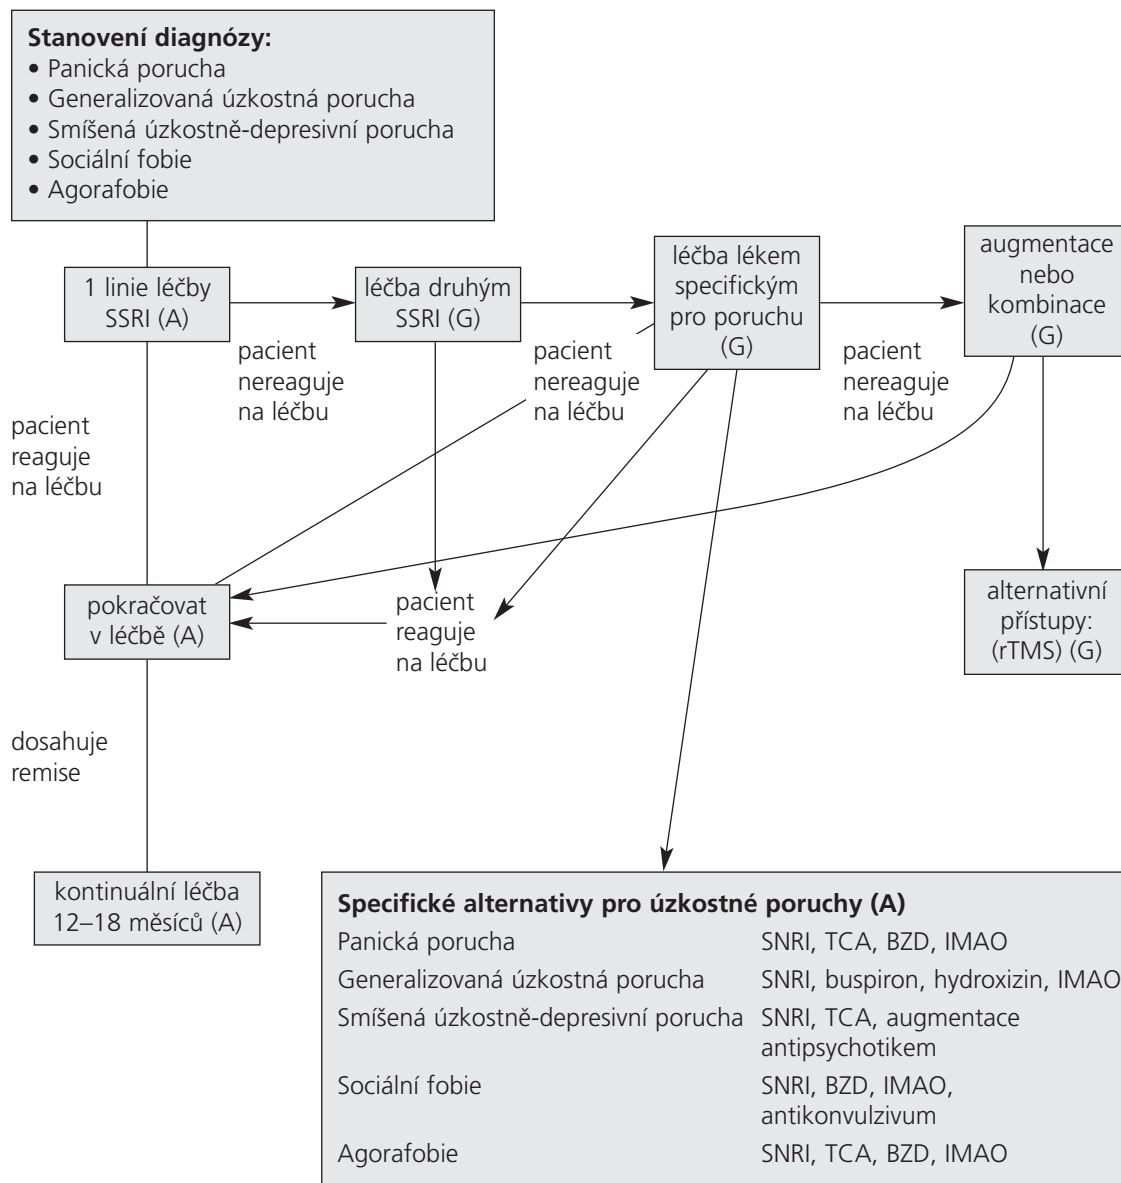 Stanovení diagnózy:
• Panická porucha
• Generalizovaná úzkostná porucha
• Smíšená úzkostně-depresivní porucha
• Sociální fobie
• Agorafobie
1 linie léčby
SSRI (A)
léčba druhým
SSRI (G)
léčba lékem
specifickým
pro poruchu
(G)
augmentace
nebo
kombinace
(G)
pacient
nereaguje
na léčbu
pacient
nereaguje
na léčbu
pacient
nereaguje
na léčbu
pacient
reaguje
na léčbu
pokračovat
v léčbě (A)
pacient
reaguje
na léčbu
alternativní
přístupy:
(rTMS) (G)
dosahuje
remise
kontinuální léčba
12–18 měsíců (A)
Specifické alternativy pro úzkostné poruchy (A)
Panická porucha SNRI, TCA, BZD, IMAO
Generalizovaná úzkostná porucha SNRI, buspiron, hydroxizin, IMAO
Smíšená úzkostně-depresivní porucha SNRI, TCA, augmentace
antipsychotikem
Sociální fobie SNRI, BZD, IMAO,
antikonvulzivum
Agorafobie SNRI, TCA, BZD, IMAO